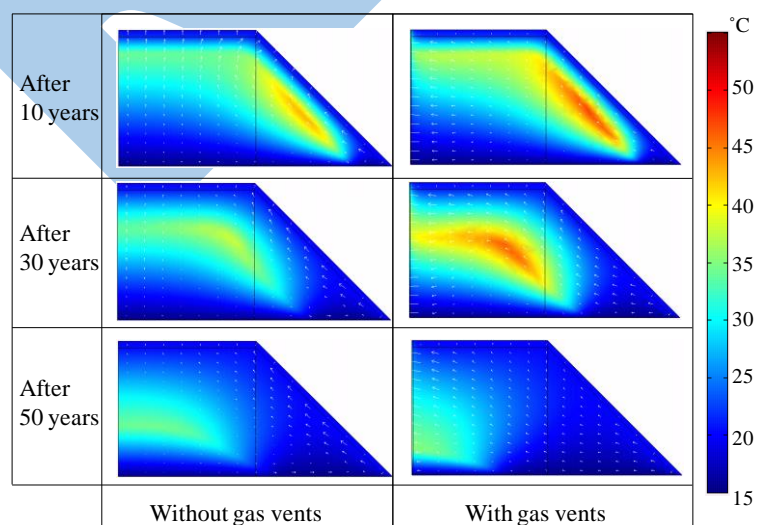 °C
After
10 years
50
45
After
30 years
40
35
30
After
50 years
25
20
15
Without gas vents
With gas vents